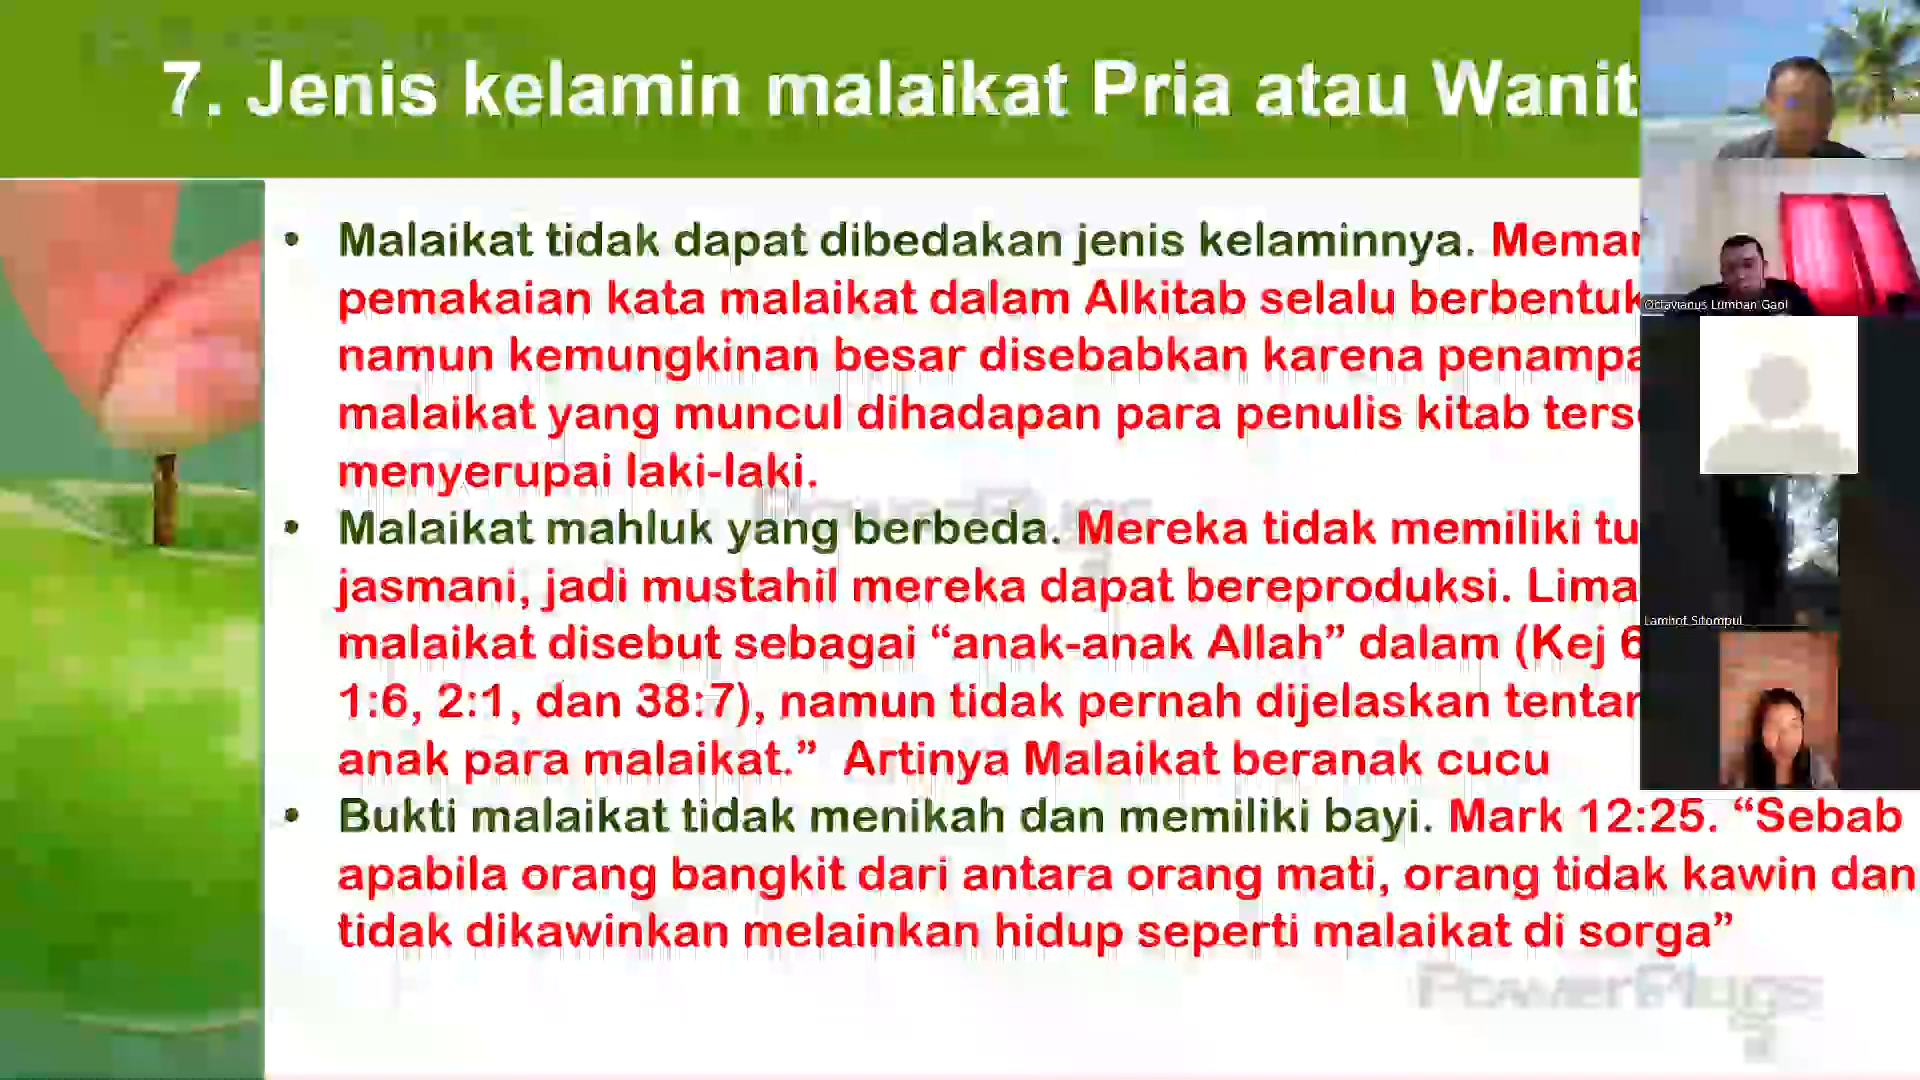 7. Jenis kelamin malaikat Pria atau Wanit
• Malaikat tidak dapat dibedakan jenis kelaminnya. Meman
pemakaian kata malaikat dalam Alkitab selalu berbentuk
namun kemungkinan besar disebabkan karena penampa
malaikat yang muncul dihadapan para penulis kitab terse
menyerupai laki-laki.
• Malaikat mahluk yang berbeda. Mereka tidak memiliki tu
jasmani, jadi mustahil mereka dapat bereproduksi. Lima
malaikat disebut sebagai “anak-anak Allah” dalam (Kej 6
1:6, 2:1, dan 38:7), namun tidak pernah dijelaskan tentan
anak para malaikat.” Artinya Malaikat beranak cucu
• Bukti malaikat tidak menikah dan memiliki bayi. Mark 12:25. “Sebab
apabila orang bangkit dari antara orang mati, orang tidak kawin dan
tidak dikawinkan melainkan hidup seperti malaikat di sorga”
PowerPlugs
PowerPlugs
Octavianus Lumban Gaol
Lamhot Sitompul